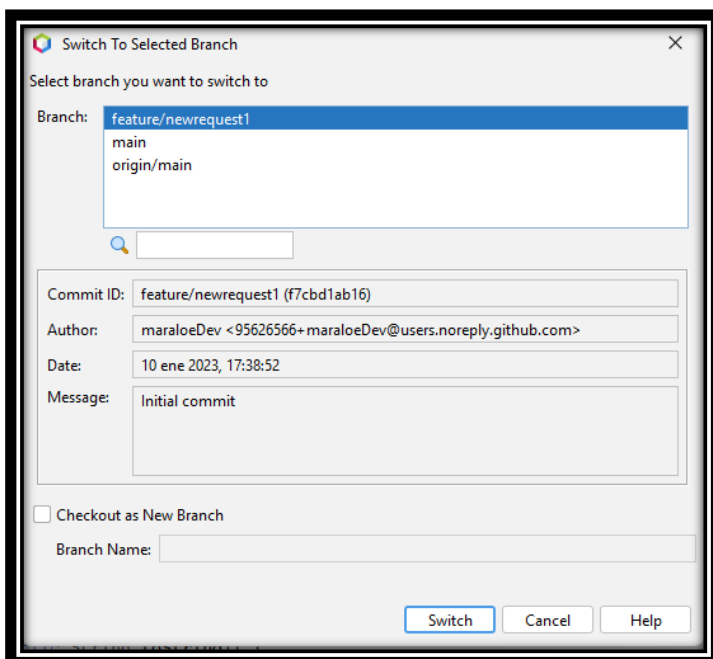 Switch To Selected Branch
Select branch you want to switch to
Branch:
feature/newrequest1
main
origin/main
Commit ID: feature/newrequest1 (f7cbd1ab16)
Author: maraloeDev <95626566+maraloeDev@users.noreply.github.com>
Date: 10 ene 2023, 17:38:52
Message: Initial commit
Checkout as New Branch
Branch Name:
Switch Cancel Help